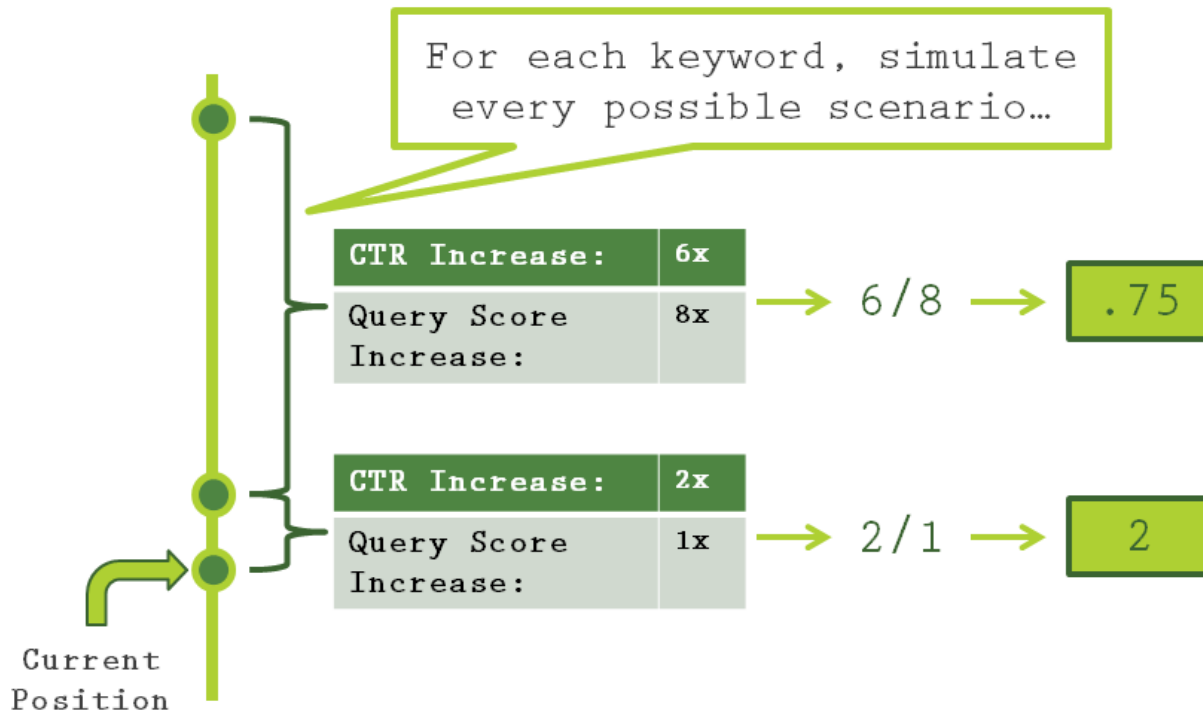 For each keyword, simulate
every possible scenario…
CTR Increase: 6x
Query Score 8x
Increase:
6/8
.75
CTR Increase: 2x
Query Score 1x
Increase:
2/1
2
Current
Position